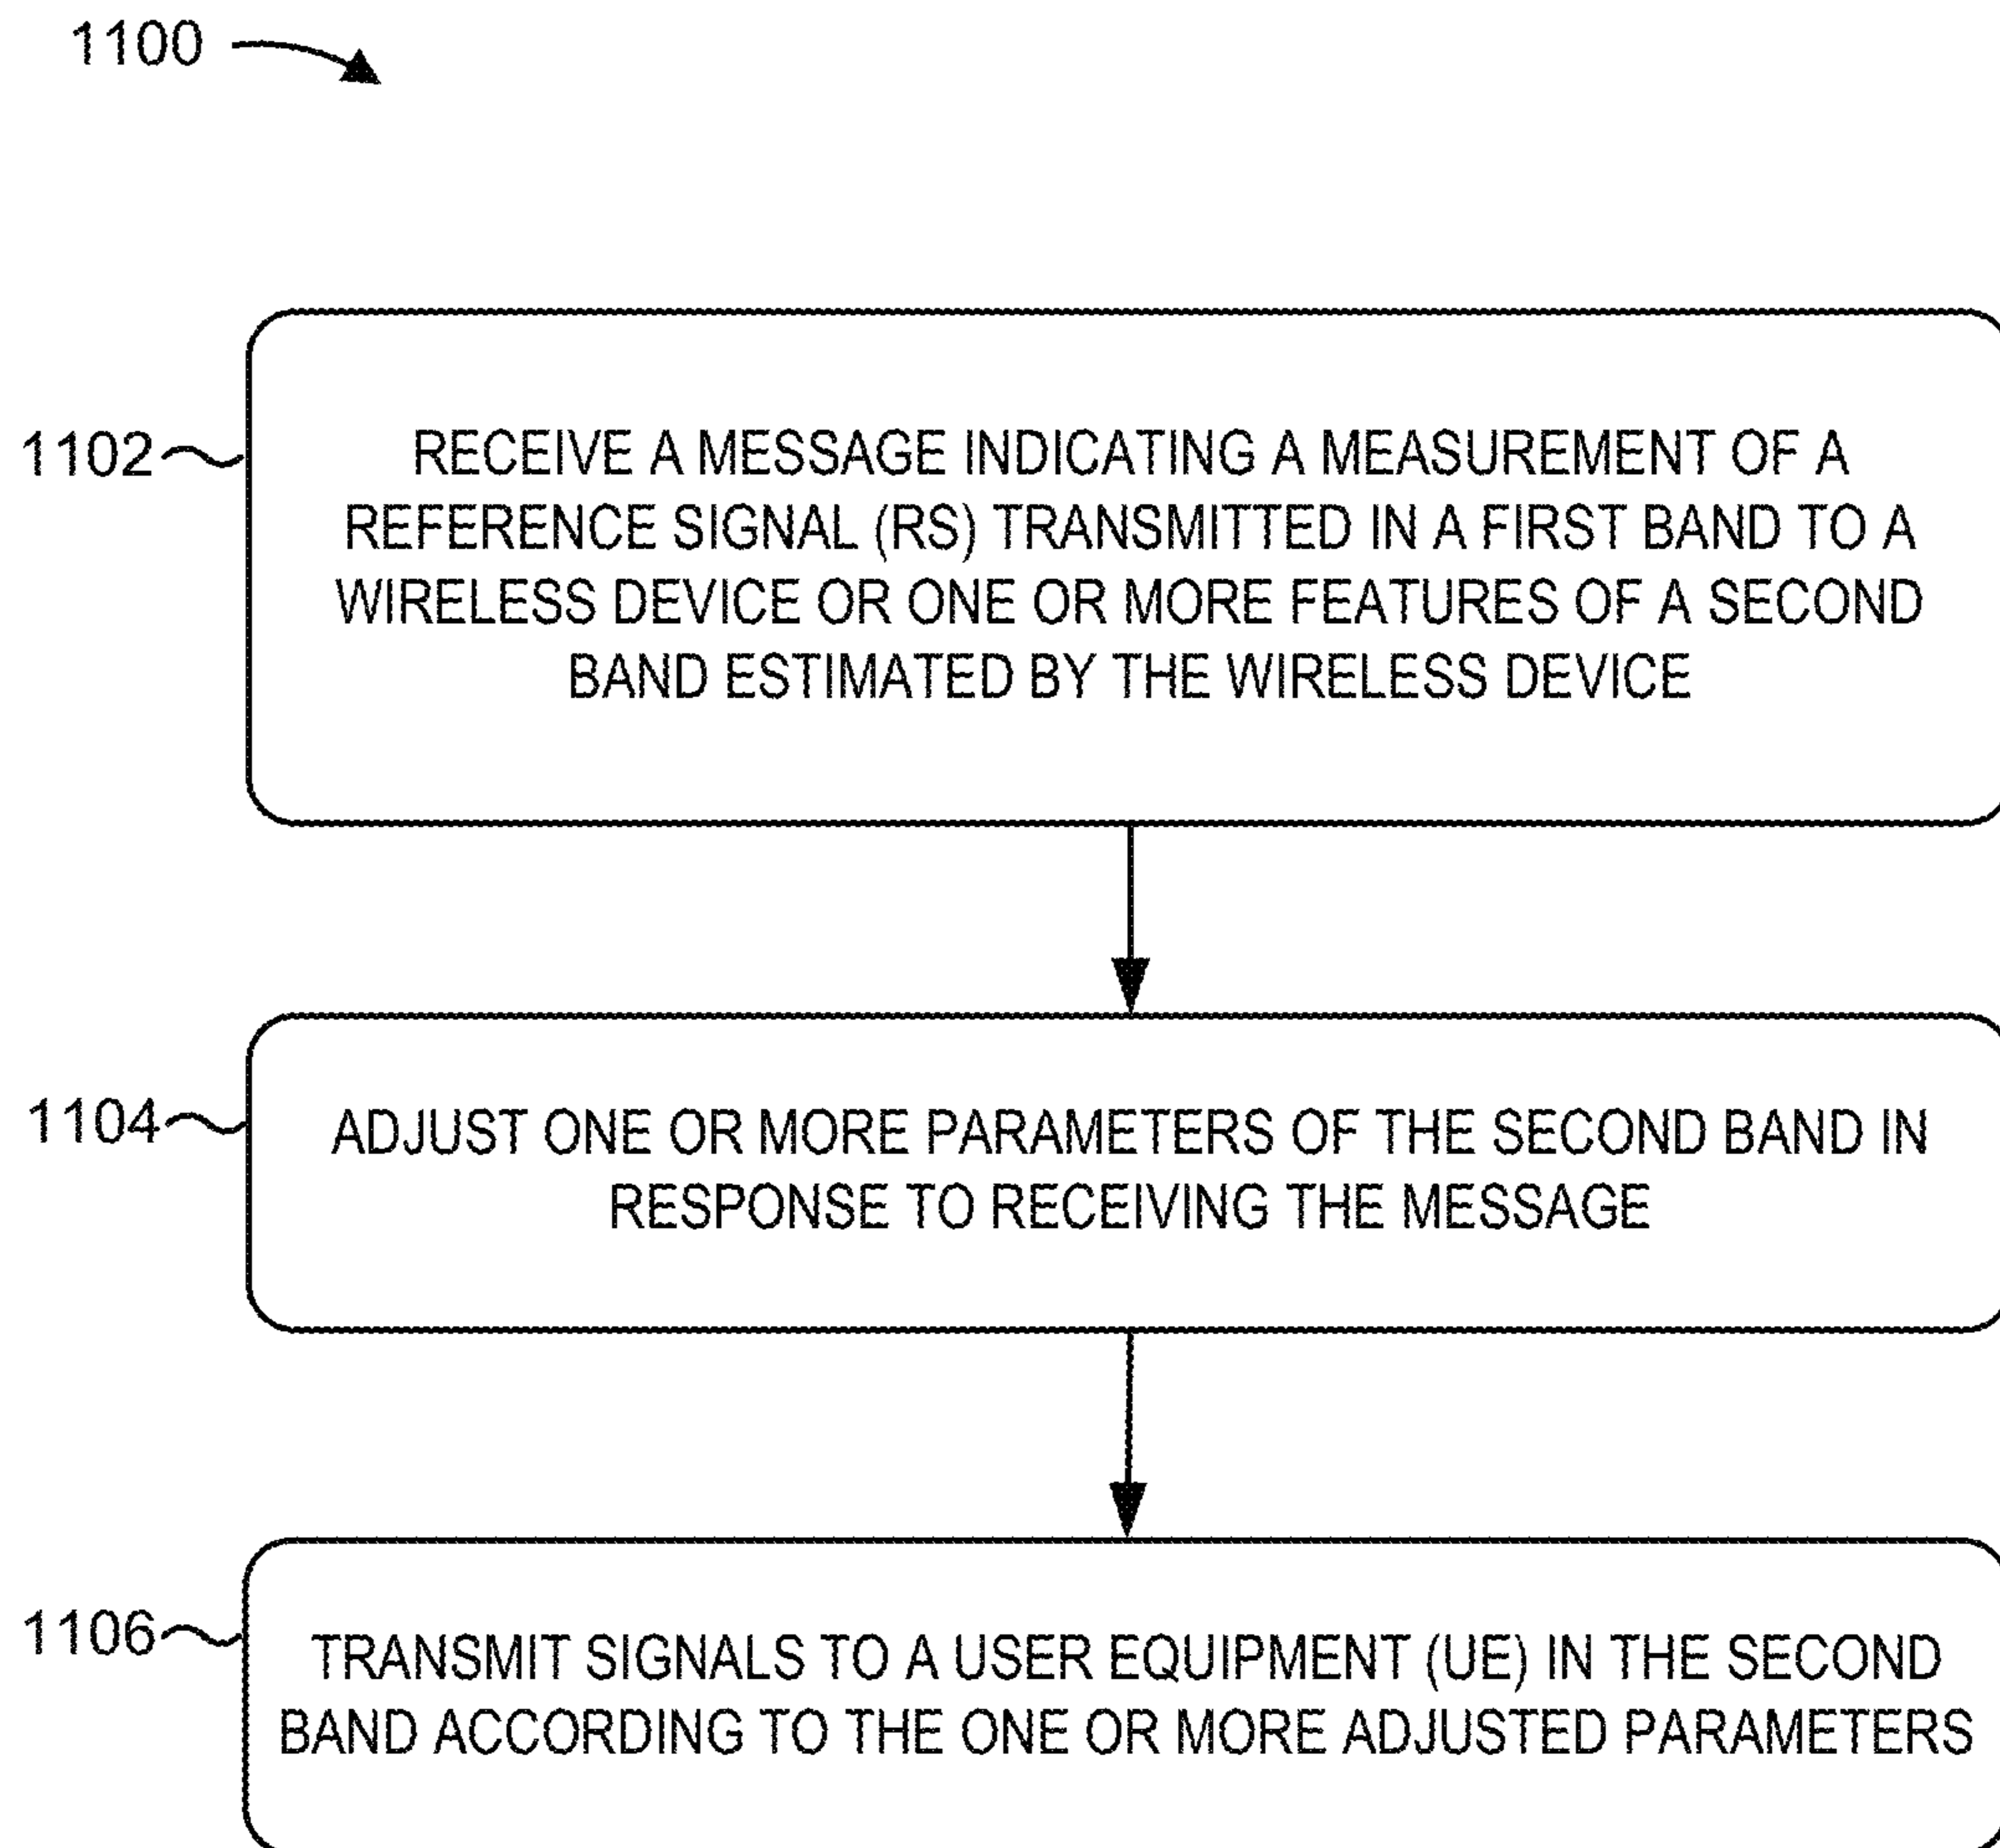 1100
1102
RECEIVE A MESSAGE INDICATING A MEASUREMENT OF A
REFERENCE SIGNAL (RS) TRANSMITTED IN A FIRST BAND TO A
WIRELESS DEVICE OR ONE OR MORE FEATURES OF A SECOND
BAND ESTIMATED BY THE WIRELESS DEVICE
1104
ADJUST ONE OR MORE PARAMETERS OF THE SECOND BAND IN
RESPONSE TO RECEIVING THE MESSAGE
1106
TRANSMIT SIGNALS TO A USER EQUIPMENT (UE) IN THE SECOND
BAND ACCORDING TO THE ONE OR MORE ADJUSTED PARAMETERS